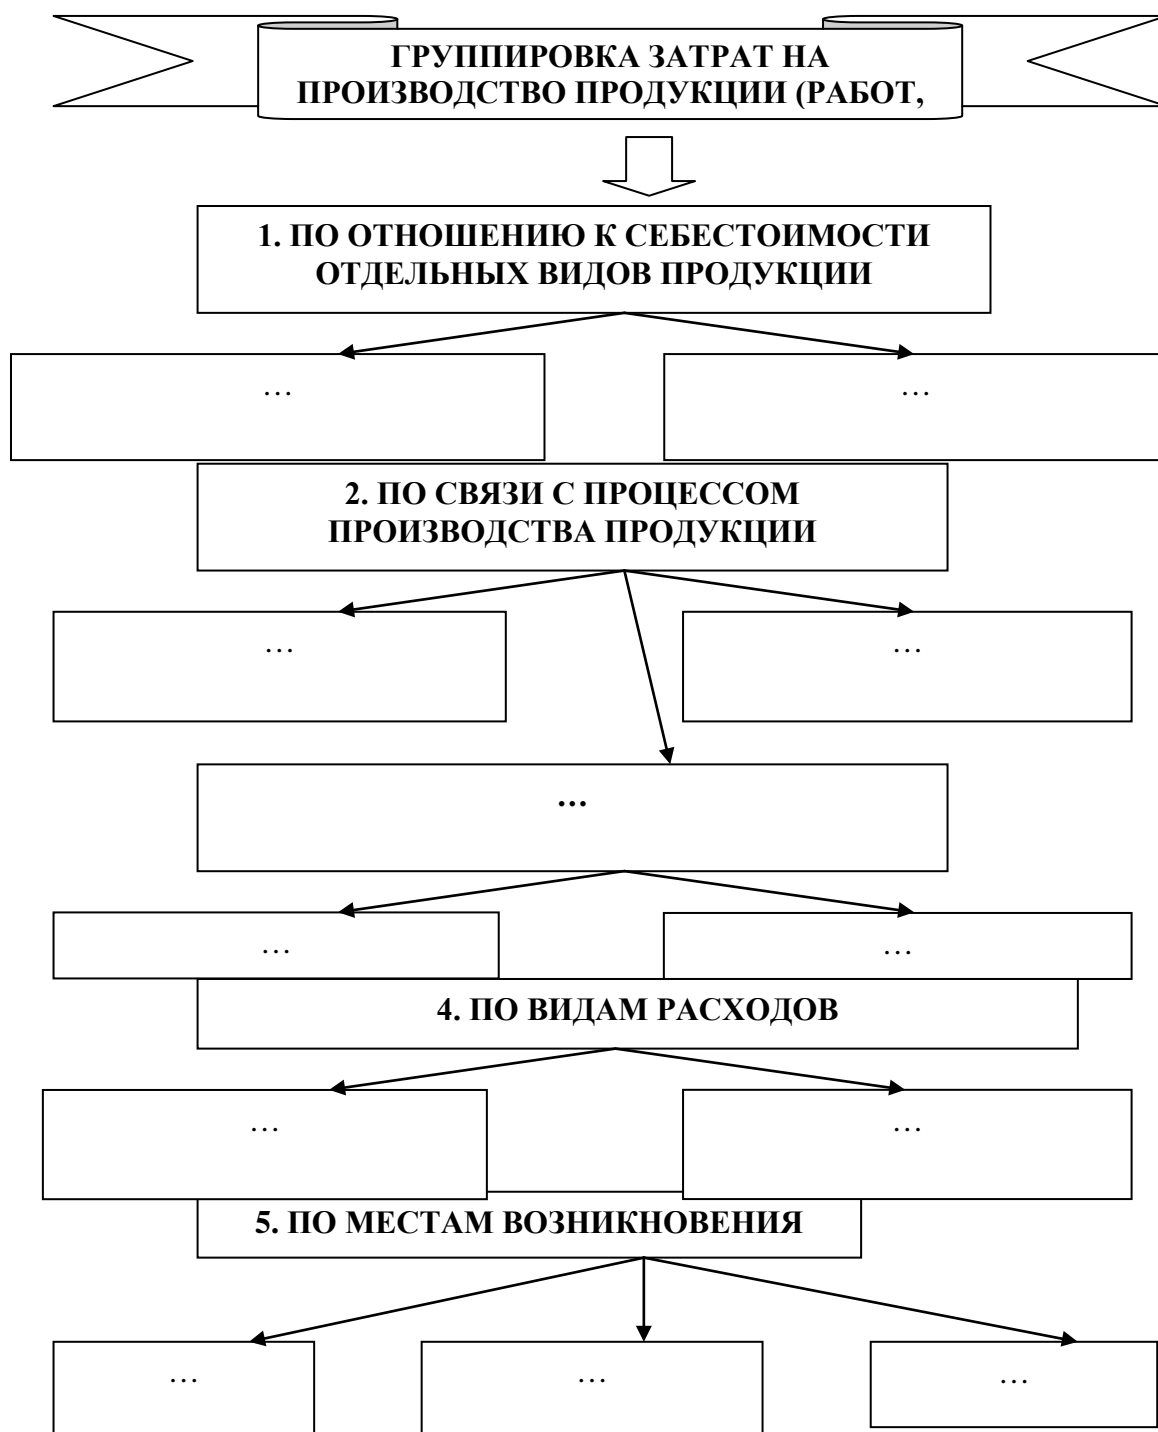 ГРУППИРОВКА ЗАТРАТ НА
ПРОИЗВОДСТВО ПРОДУКЦИИ (РАБОТ,
1. ПО ОТНОШЕНИЮ К СЕБЕСТОИМОСТИ
ОТДЕЛЬНЫХ ВИДОВ ПРОДУКЦИИ
…
…
2. ПО СВЯЗИ С ПРОЦЕССОМ
ПРОИЗВОДСТВА ПРОДУКЦИИ
…
…
…
…
…
4. ПО ВИДАМ РАСХОДОВ
…
…
5. ПО МЕСТАМ ВОЗНИКНОВЕНИЯ
…
…
…